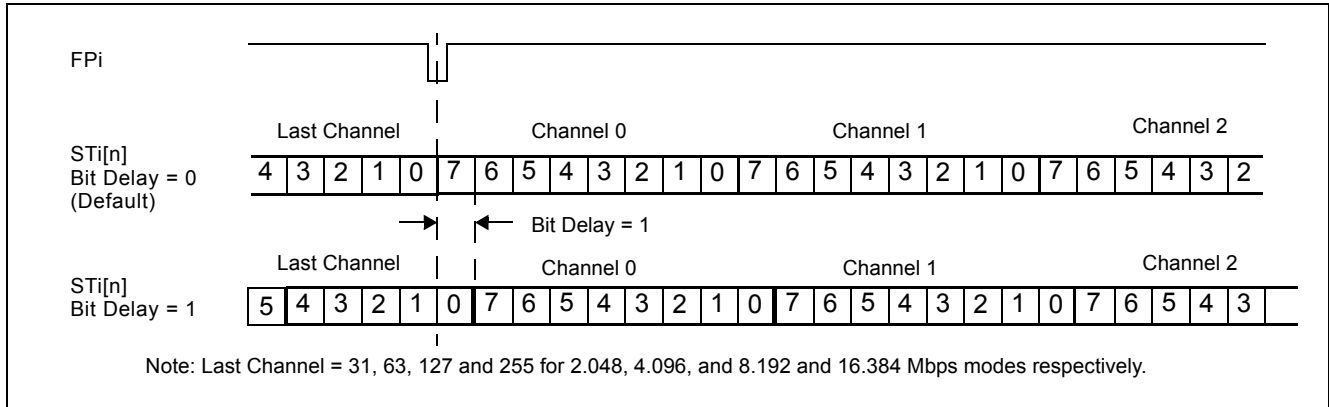 FPi
Last Channel Channel 0 Channel 1 Channel 2
STi[n]
Bit Delay = 0
(Default)
4 3 2 1 0 7 6 5 4 3 2 1 0 7 6 5 4 3 2 1 0 7 6 5 4 3 2
Bit Delay = 1
Last Channel Channel 0 Channel 1 Channel 2
STi[n]
Bit Delay = 1
5 4 3 2 1 0 7 6 5 4 3 2 1 0 7 6 5 4 3 2 1 0 7 6 5 4 3
Note: Last Channel = 31, 63, 127 and 255 for 2.048, 4.096, and 8.192 and 16.384 Mbps modes respectively.